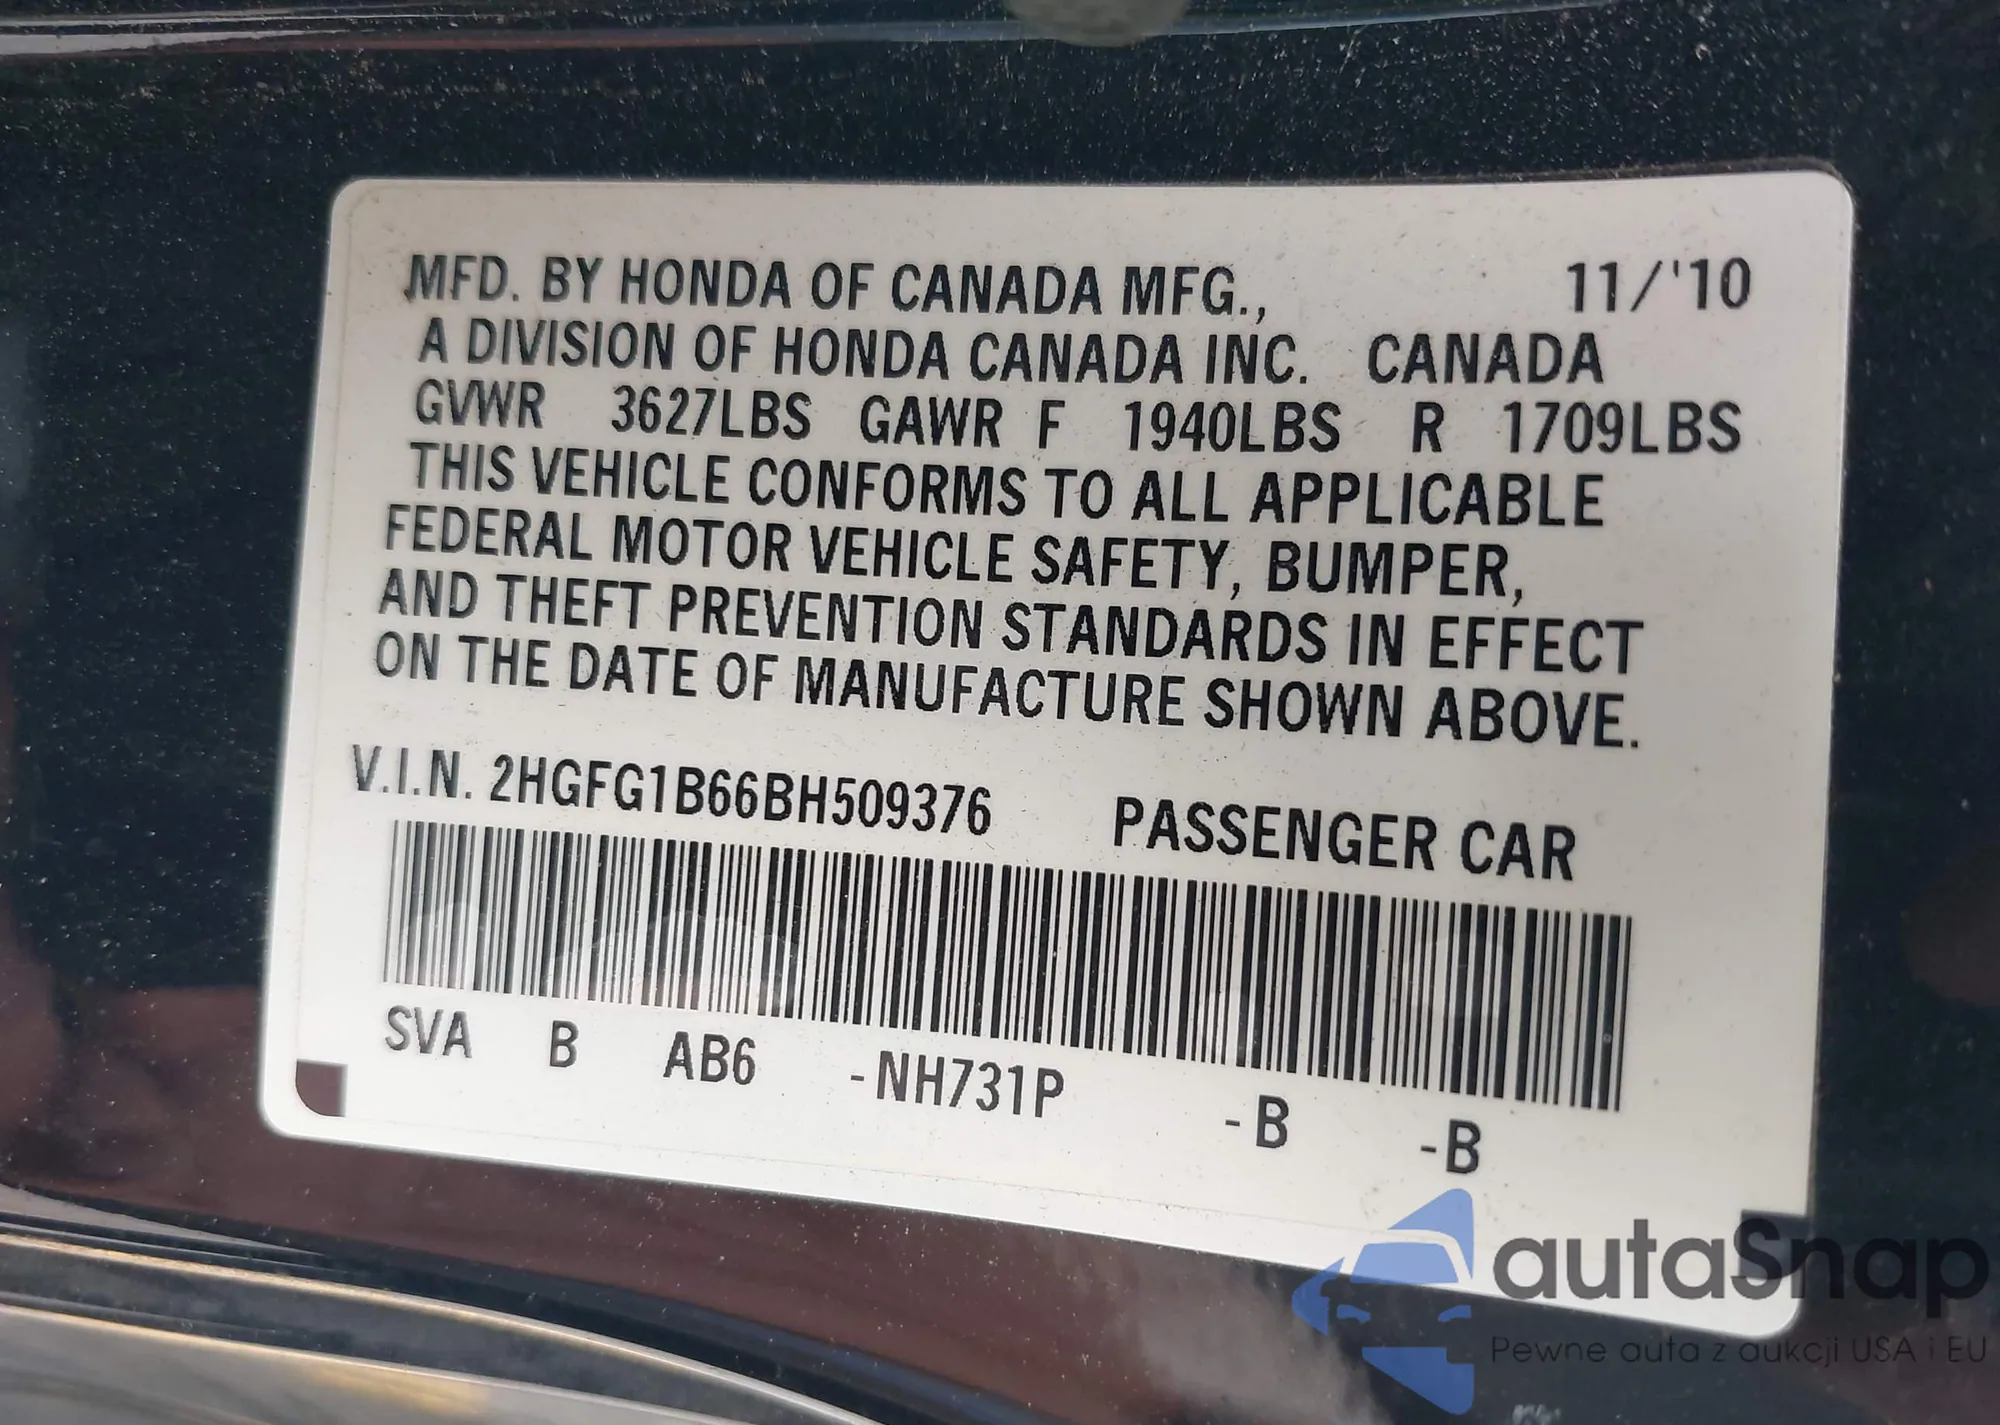 MFD. BY HONDA OF CANADA MFG., 11/'10
A DIVISION OF HONDA CANADA INC. CANADA
GVWR 3627LBS GAWR F 1940LBS R 1709LBS
THIS VEHICLE CONFORMS TO ALL APPLICABLE
FEDERAL MOTOR VEHICLE SAFETY, BUMPER,
AND THEFT PREVENTION STANDARDS IN EFFECT
ON THE DATE OF MANUFACTURE SHOWN ABOVE.
V.I.N. 2HGFG1B66BH509376 PASSENGER CAR
SVA B AB6 -NH731P -B -B
autaSnap
Pewne auta z aukcji USA i EU